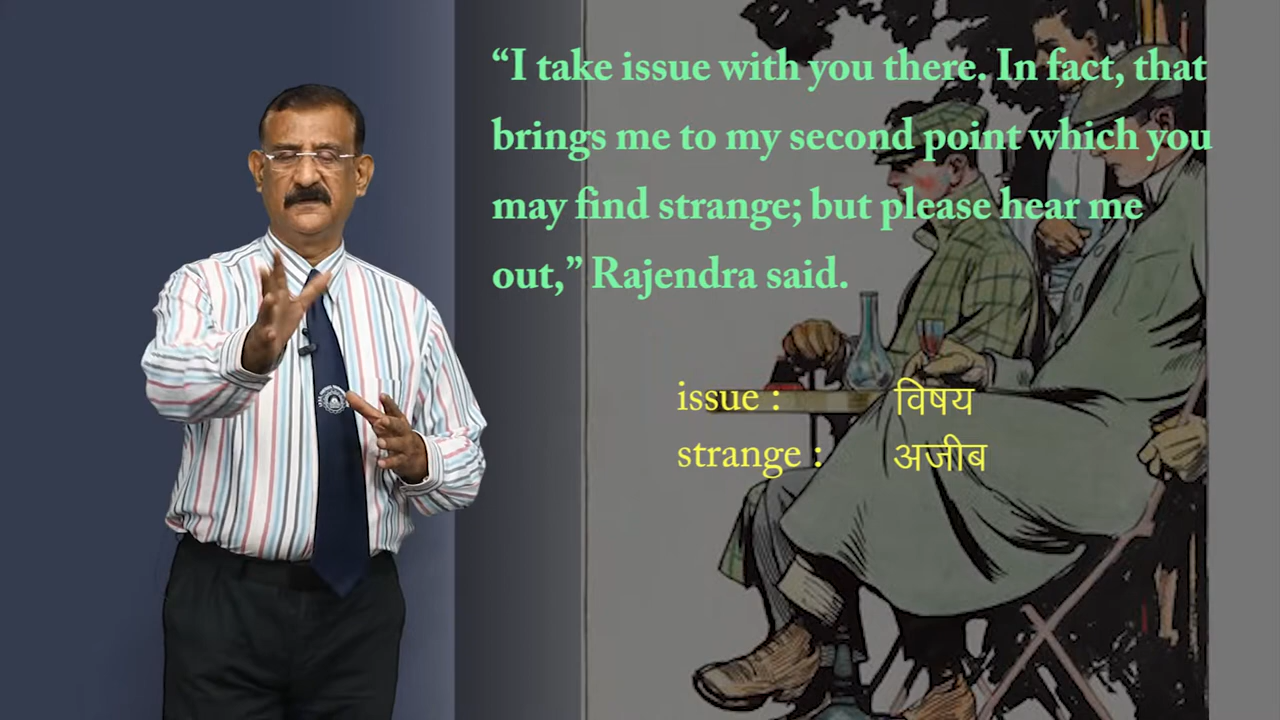 “I take issue with you there. In fact, that
brings me to my second point which you
may find strange; but please hear me
out,” Rajendra said.
issue : विषय
strange : अजीब